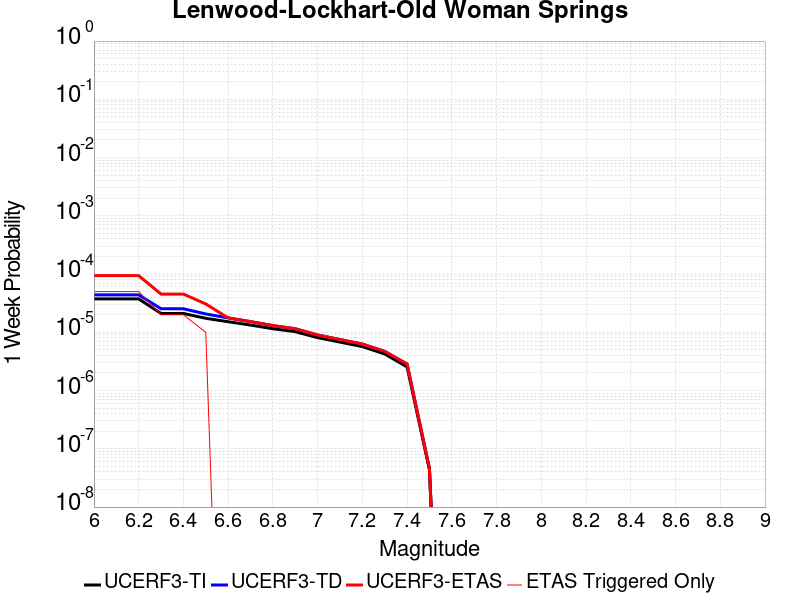 Lenwood-Lockhart-Old Woman Springs
10^0
10^-1
10^-2
10^-3
10^-4
10^-5
10^-6
10^-7
10^-8
1 Week Probability
6 6.2 6.4 6.6 6.8 7 7.2 7.4 7.6 7.8 8 8.2 8.4 8.6 8.8 9
Magnitude
UCERF3-TI UCERF3-TD UCERF3-ETAS ETAS Triggered Only